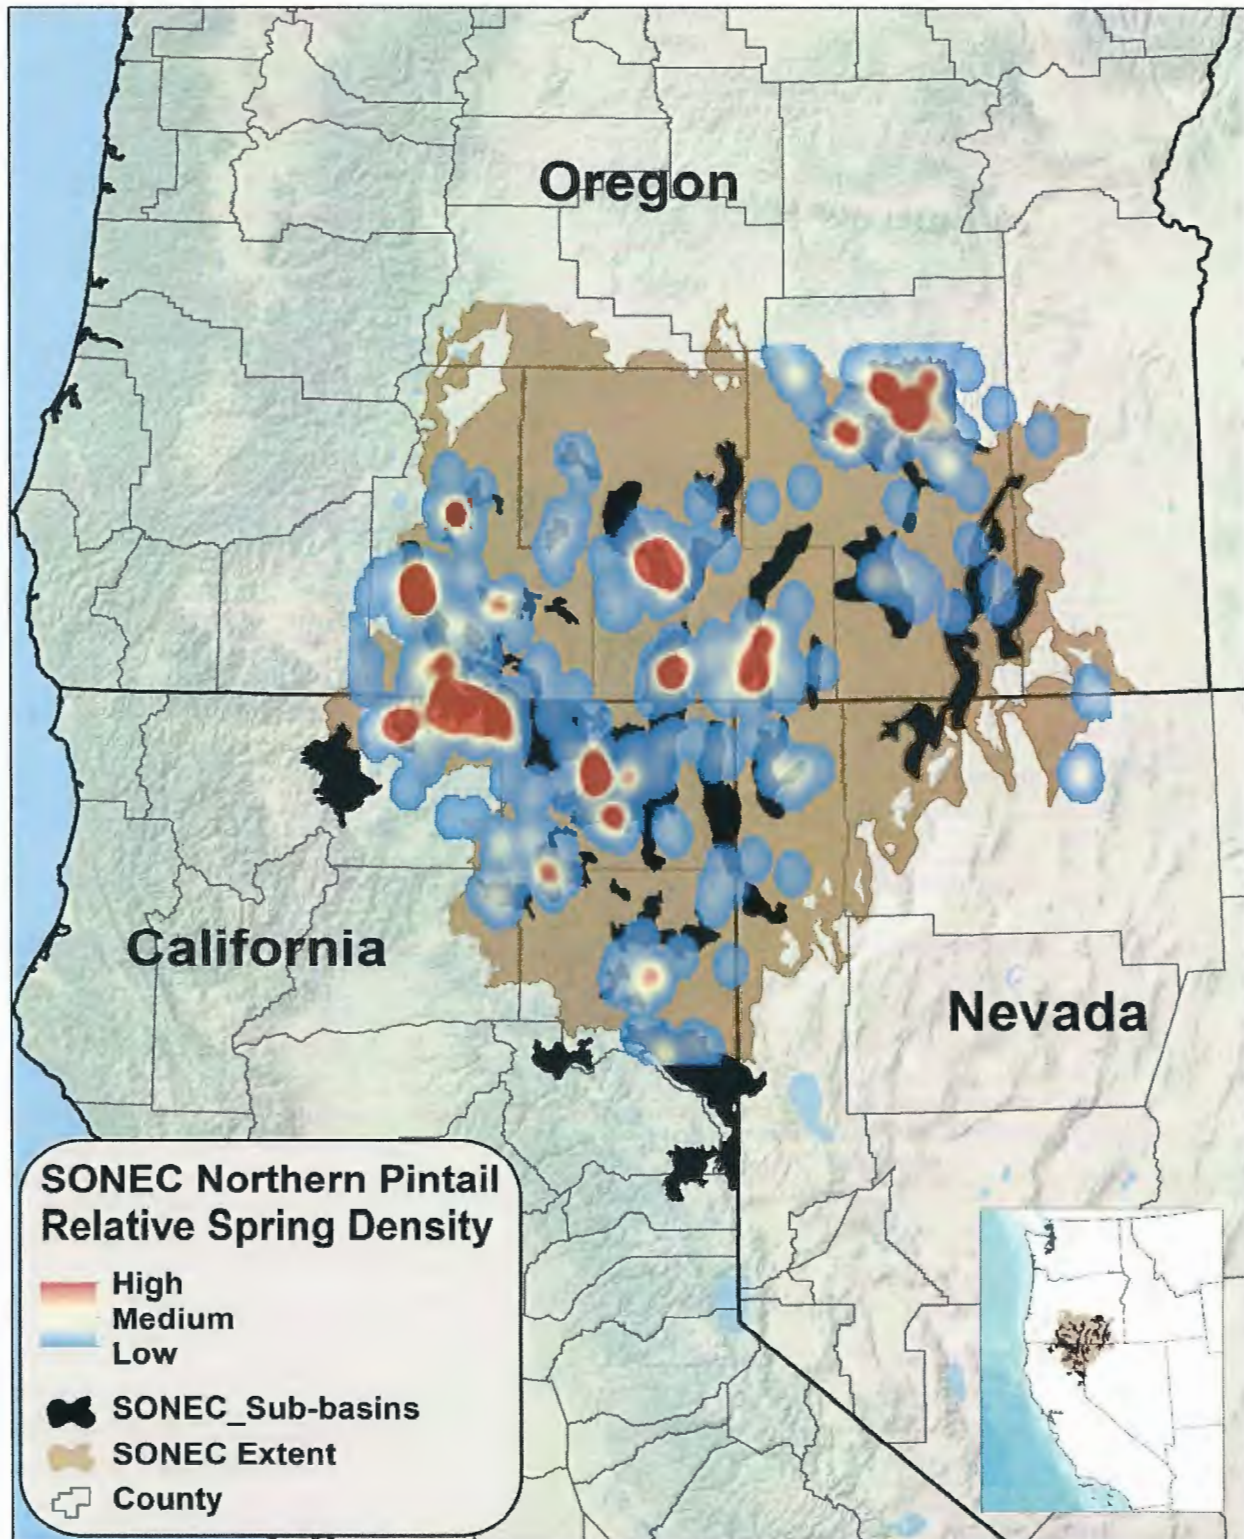 Oregon
California
Nevada
SONEC Northern Pintail
Relative Spring Density
High
Medium
Low
SONEC_Sub-basins
SONEC Extent
County